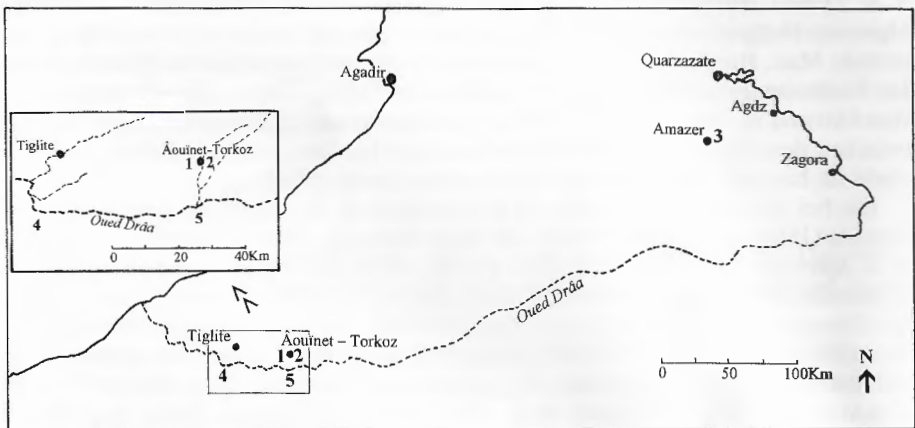 Agadir
Quarzazate
Agdz
Amazer 3
Zagora
Tiglite
Âouïnet-Torkoz
1 2
Oued Drâa
4
5
0 20 40Km
Oued Drâa
Tiglite
Âouïnet – Torkoz
1 2
4
5
0 50 100Km
N